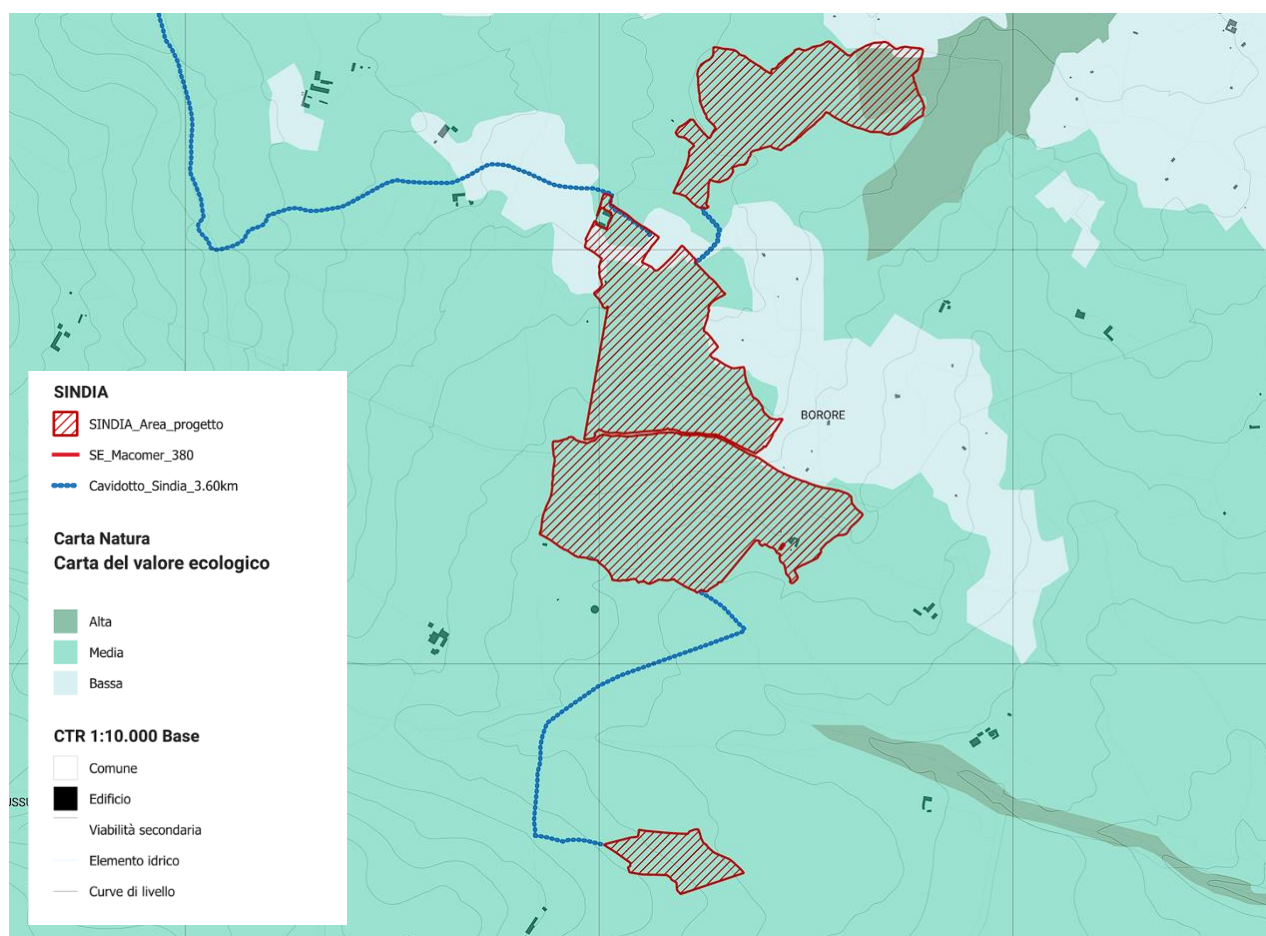 SINDIA
SINDIA_Area_progetto
SE_Macomer_380
Cavidotto_Sindia_3.60km
Carta Natura
Carta del valore ecologico
Alta
Media
Bassa
CTR 1:10.000 Base
Comune
Edificio
Viabilità secondaria
Elemento idrico
Curve di livello
BORORE